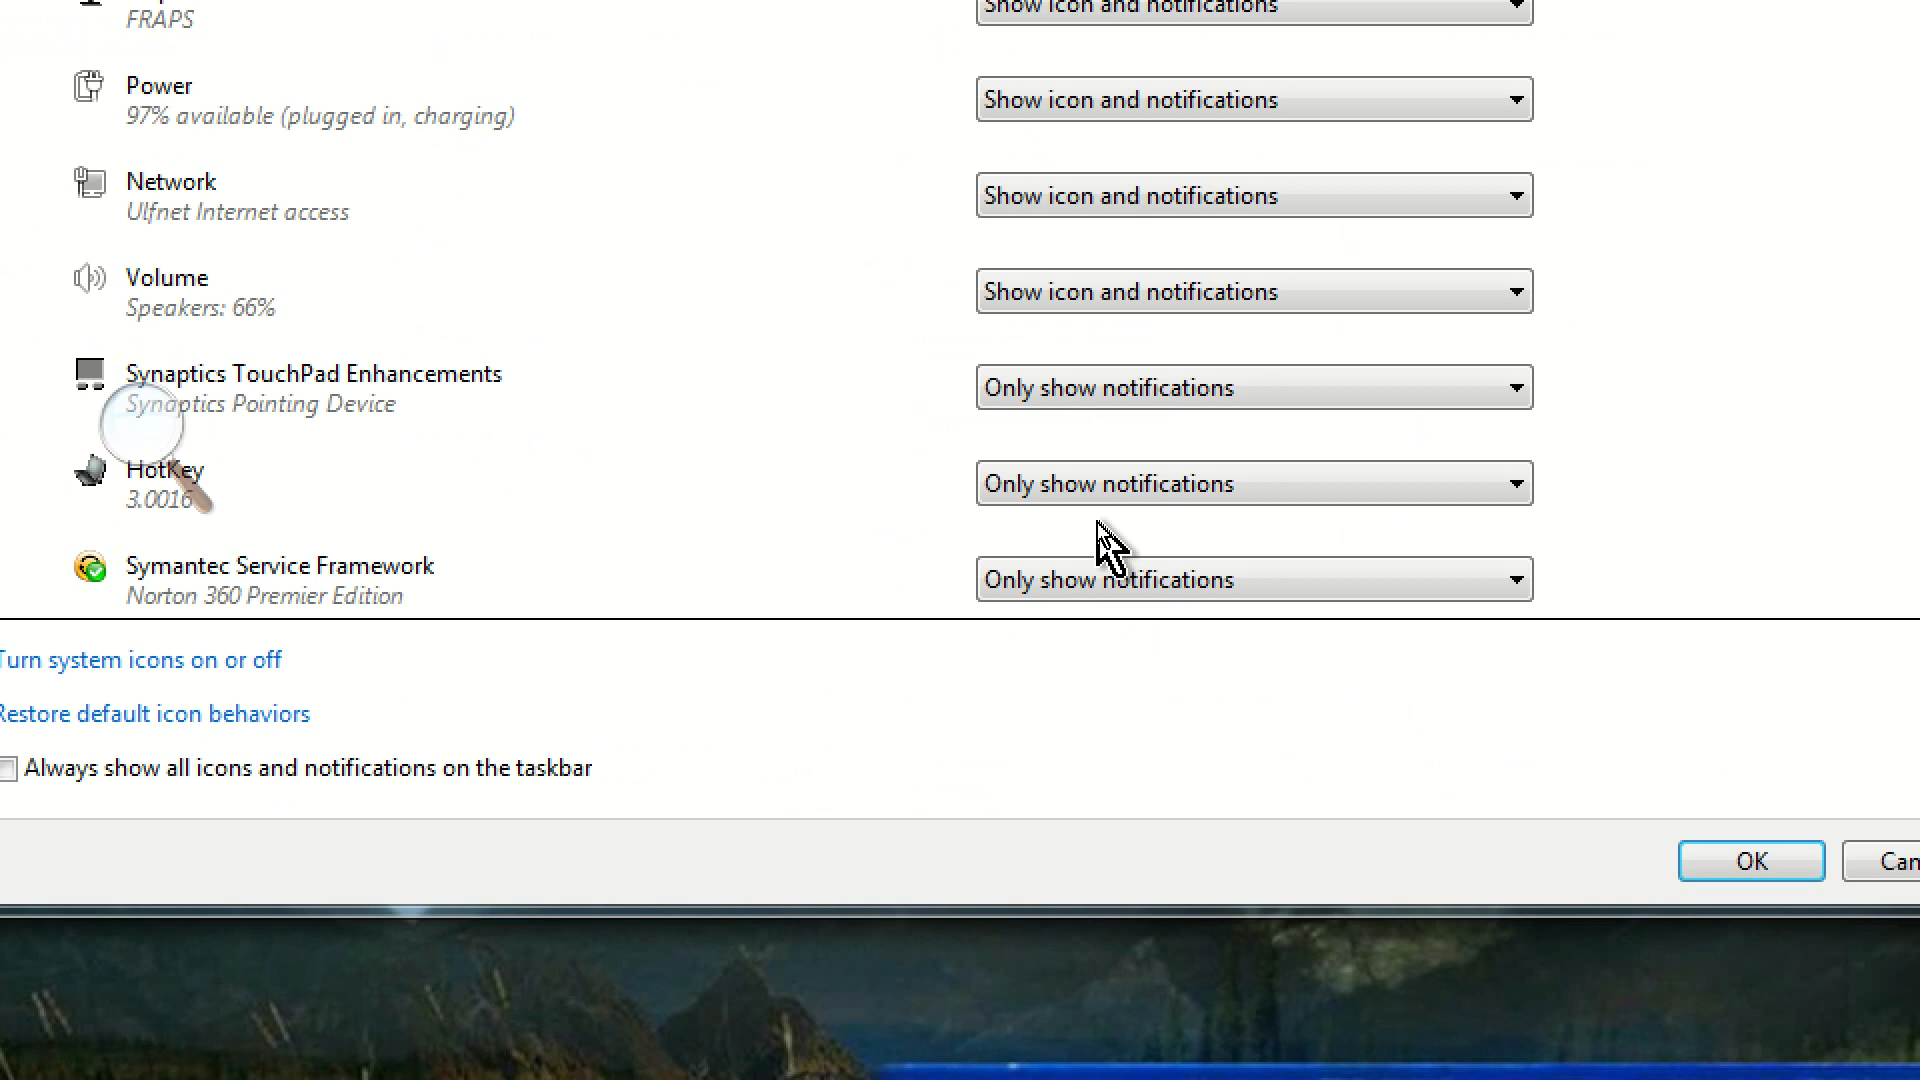 FRAPS
Show icon and notifications
Power
97% available (plugged in, charging)
Show icon and notifications
Network
Ulfnet Internet access
Show icon and notifications
Volume
Speakers: 66%
Show icon and notifications
Synaptics TouchPad Enhancements
Synaptics Pointing Device
Only show notifications
HotKey
3.0016
Only show notifications
Symantec Service Framework
Norton 360 Premier Edition
Only show notifications
Turn system icons on or off
Restore default icon behaviors
Always show all icons and notifications on the taskbar
OK
Can